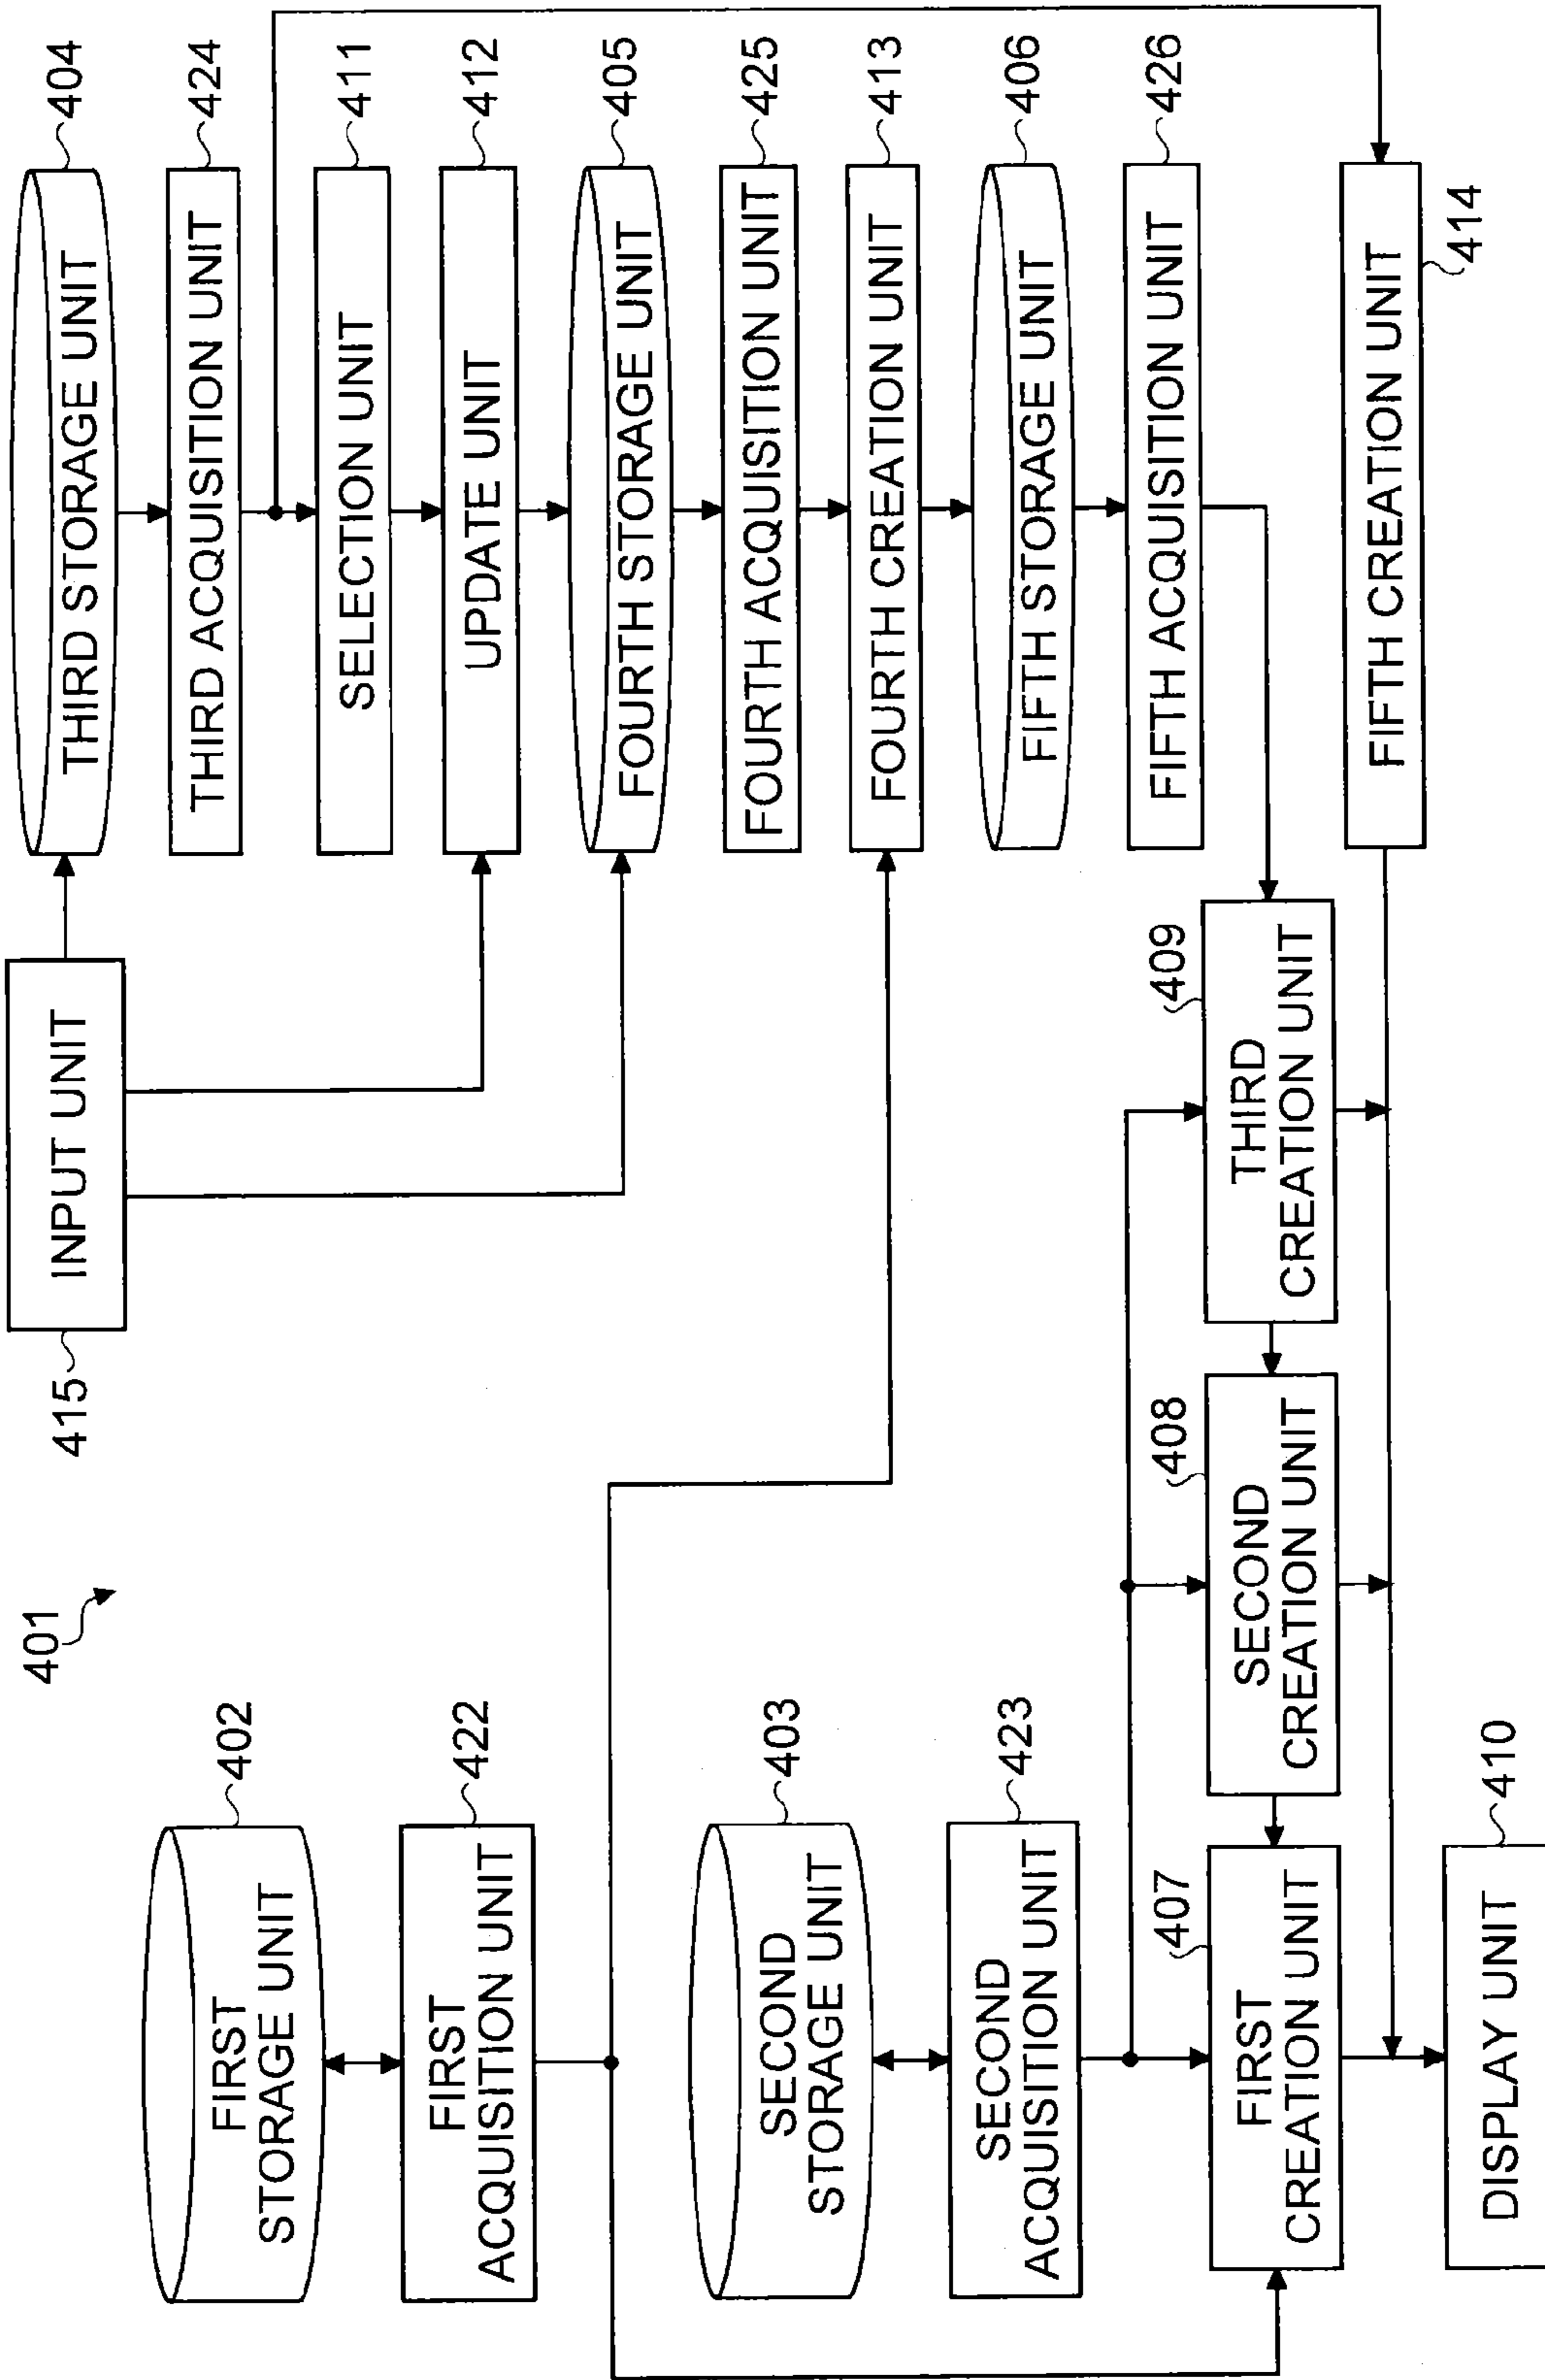 401
415
INPUT UNIT
THIRD STORAGE UNIT
404
THIRD ACQUISITION UNIT
424
SELECTION UNIT
411
UPDATE UNIT
412
FOURTH STORAGE UNIT
405
FOURTH ACQUISITION UNIT
425
FOURTH CREATION UNIT
413
FIFTH STORAGE UNIT
406
FIFTH ACQUISITION UNIT
426
FIFTH CREATION UNIT
414
FIRST
STORAGE UNIT
402
FIRST
ACQUISITION UNIT
422
SECOND
STORAGE UNIT
403
SECOND
ACQUISITION UNIT
423
FIRST
CREATION UNIT
407
SECOND
CREATION UNIT
408
THIRD
CREATION UNIT
409
DISPLAY UNIT
410